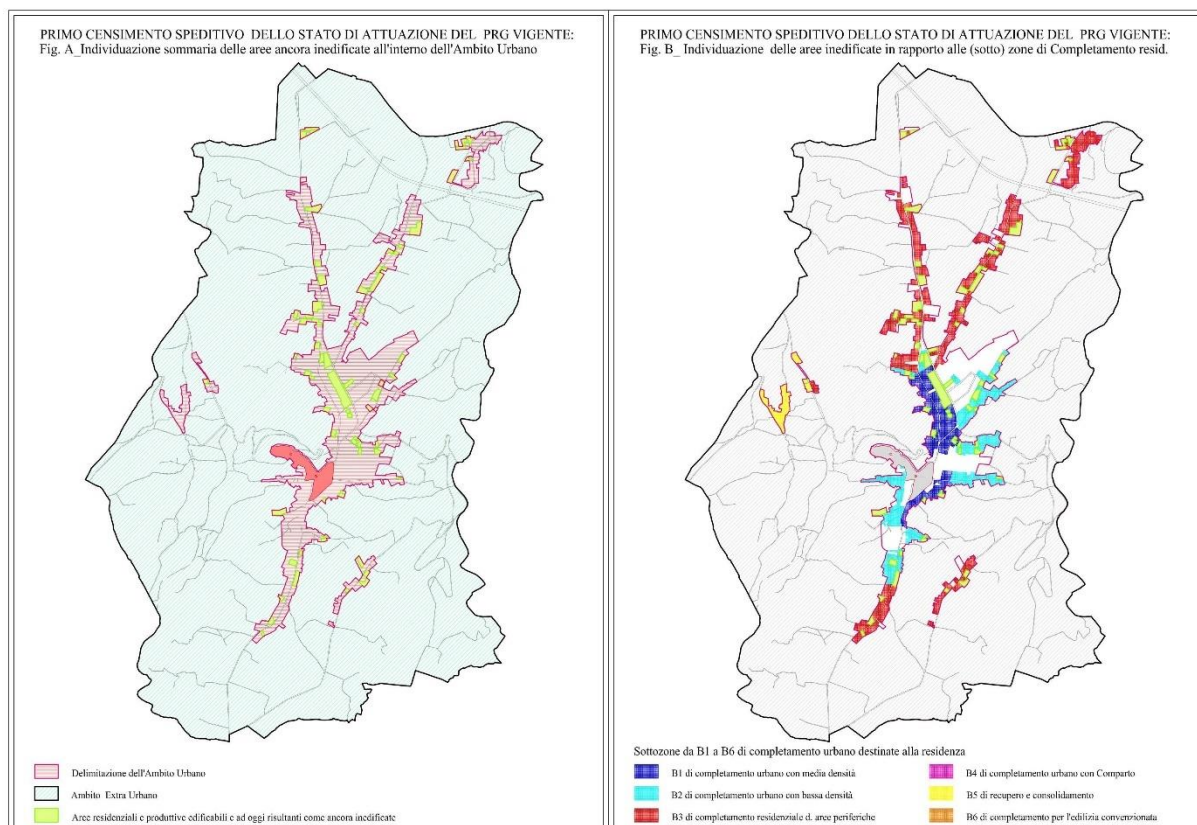 PRIMO CENSIMENTO SPEDITIVO DELLO STATO DI ATTUAZIONE DEL PRG VIGENTE:
Fig. A_Individuazione sommaria delle aree ancora inedificate all'interno dell'Ambito Urbano
Delimitazione dell'Ambito Urbano
Ambito Extra Urbano
Aree residenziali e produttive edificabili e ad oggi risultanti come ancora inedificate
PRIMO CENSIMENTO SPEDITIVO DELLO STATO DI ATTUAZIONE DEL PRG VIGENTE:
Fig. B_ Individuazione delle aree inedificate in rapporto alle (sotto) zone di Completamento resid.
Sottozone da B1 a B6 di completamento urbano destinate alla residenza
B1 di completamento urbano con media densità
B2 di completamento urbano con bassa densità
B3 di completamento residenziale d. aree periferiche
B4 di completamento urbano con Comparto
B5 di recupero e consolidamento
B6 di completamento per l'edilizia convenzionata